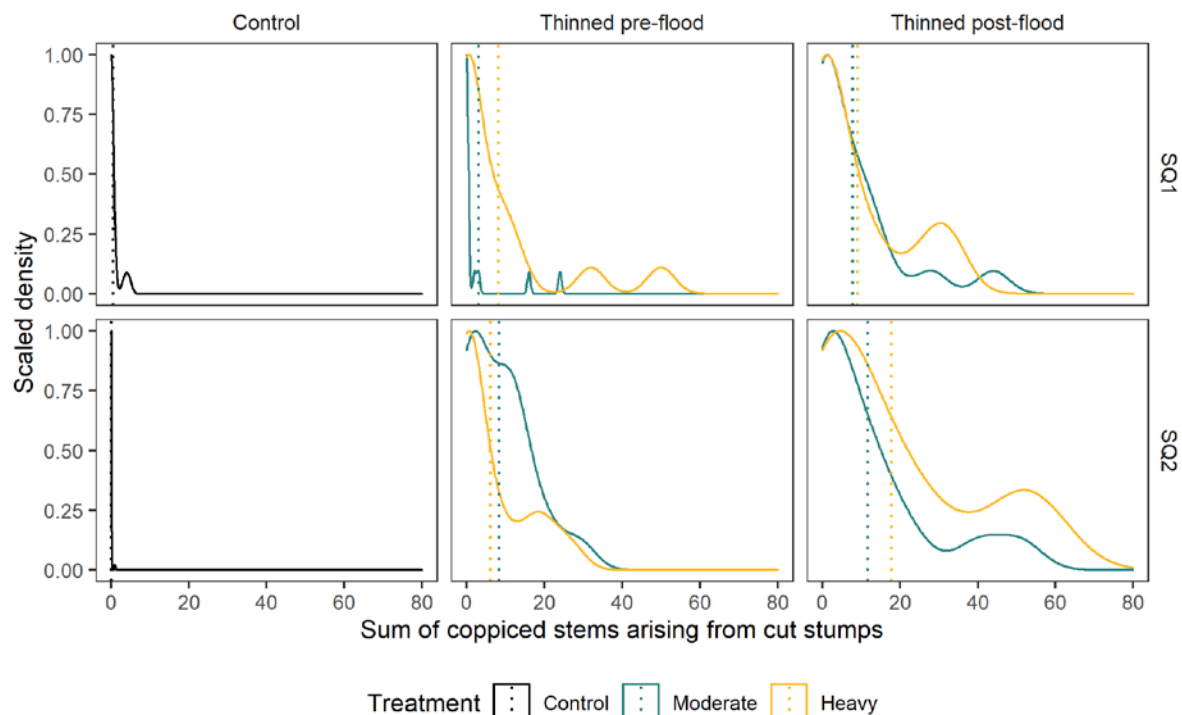 Control Thinned pre-flood Thinned post-flood
1.00
0.75
0.50
0.25
0.00
SQ1
1.00
0.75
0.50
0.25
0.00
SQ2
Scaled density
0 20 40 60 80 0 20 40 60 80 0 20 40 60 80
Sum of coppiced stems arising from cut stumps
Treatment Control Moderate Heavy